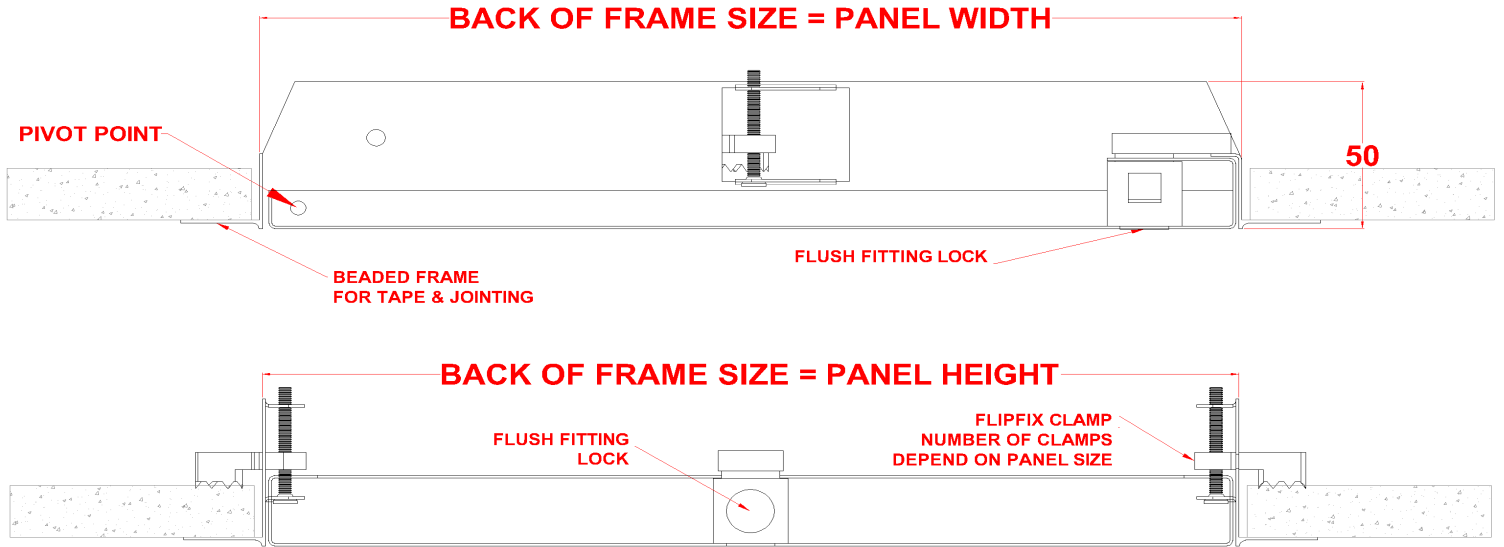 BACK OF FRAME SIZE = PANEL WIDTH
PIVOT POINT
50
FLUSH FITTING LOCK
BEADED FRAME
FOR TAPE & JOINTING
BACK OF FRAME SIZE = PANEL HEIGHT
FLUSH FITTING
LOCK
FLIPFIX CLAMP
NUMBER OF CLAMPS
DEPEND ON PANEL SIZE